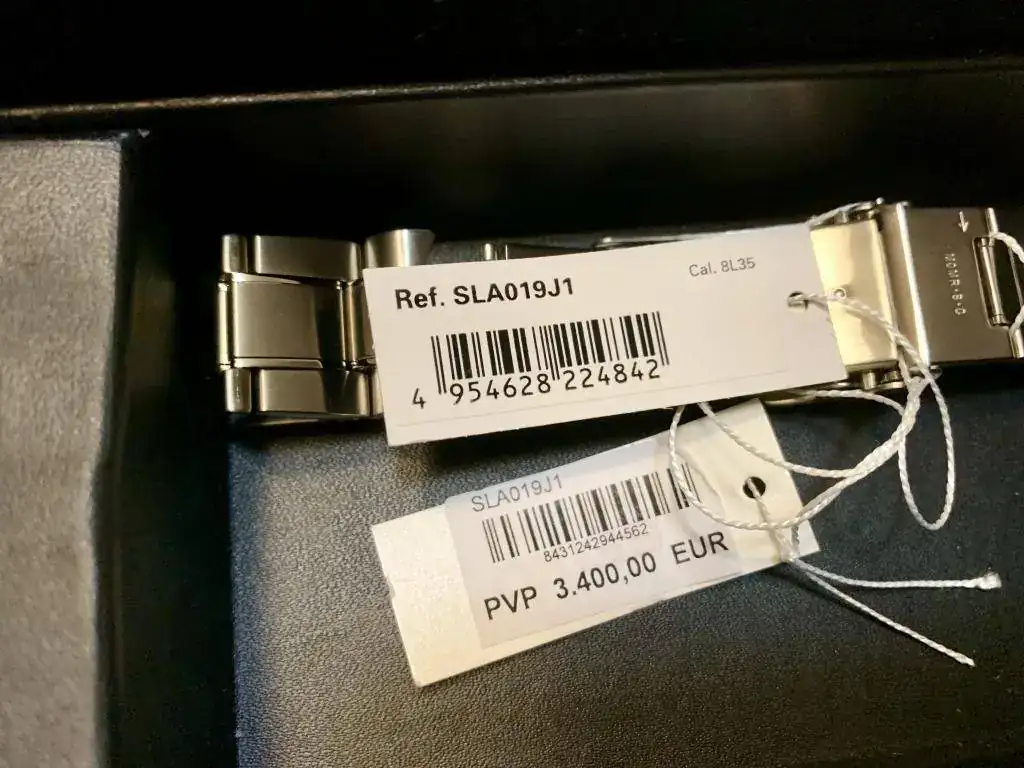 Ref. SLA019J1
Cal. 8L35
4 954628 224842
SLA019J1
8431242944562
PVP 3.400,00 EUR